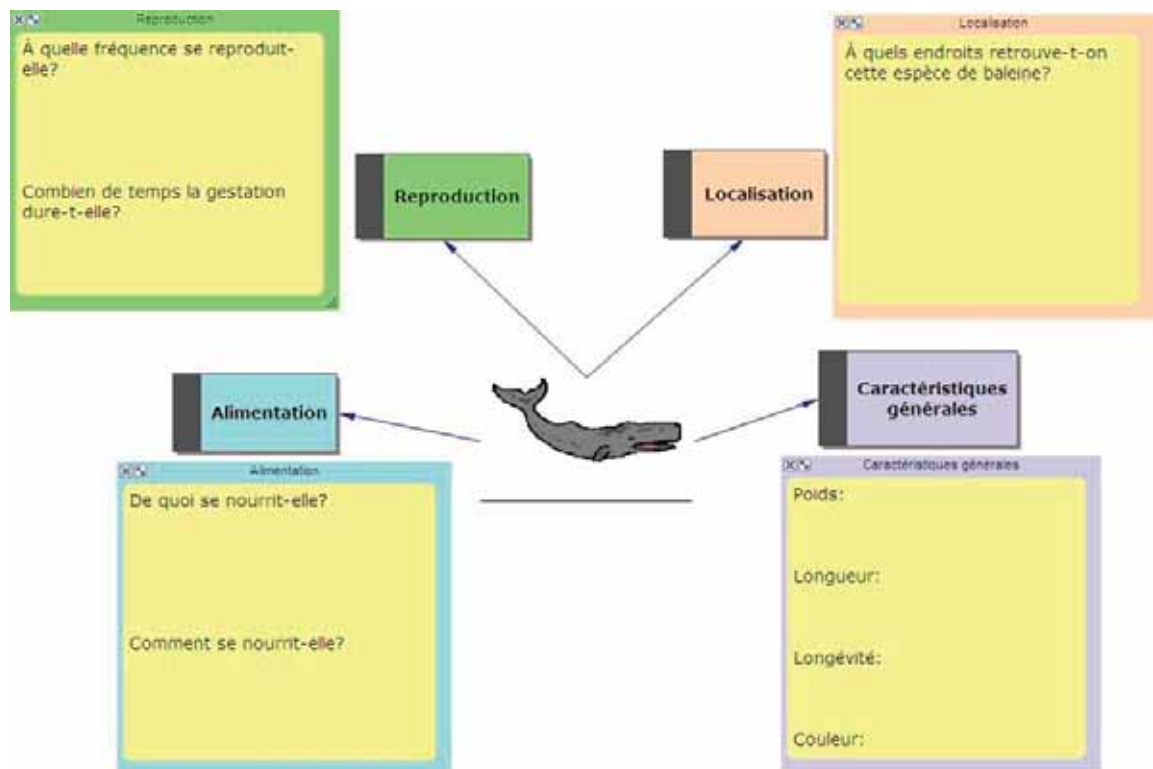 Reproduction
À quelle fréquence se reproduit-
elle?
Combien de temps la gestation
dure-t-elle?
Reproduction
Localisation
Localisation
À quels endroits retrouve-t-on
cette espèce de baleine?
Alimentation
Alimentation
De quoi se nourrit-elle?
Comment se nourrit-elle?
Caractéristiques
générales
Caractéristiques générales
Poids:
Longueur:
Longévité:
Couleur: